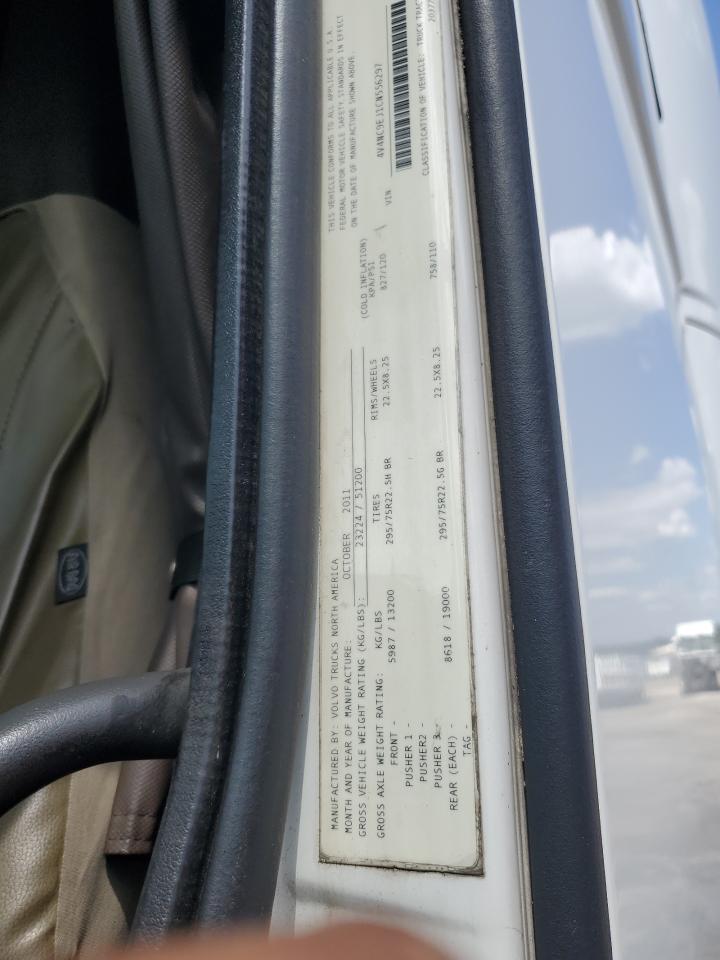 MANUFACTURED BY: VOLVO TRUCKS NORTH AMERICA
MONTH AND YEAR OF MANUFACTURE: OCTOBER 2011
GROSS VEHICLE WEIGHT RATING (KG/LBS): 23224 / 51200
GROSS AXLE WEIGHT RATING: KG/LBS TIRES RIMS/WHEELS (COLD INFLATION) KPA/PSI
FRONT - 5987 / 13200 295/75R22.5H BR 22.5X8.25 827/120
PUSHER 1 -
PUSHER2 -
PUSHER 3 -
REAR (EACH) - 8618 / 19000 295/75R22.5G BR 22.5X8.25 758/110
TAG -
THIS VEHICLE CONFORMS TO ALL APPLICABLE U.S.A.
FEDERAL MOTOR VEHICLE SAFETY STANDARDS IN EFFECT
ON THE DATE OF MANUFACTURE SHOWN ABOVE.
VIN 4V4NC9EJ1CN556297
CLASSIFICATION OF VEHICLE: TRUCK